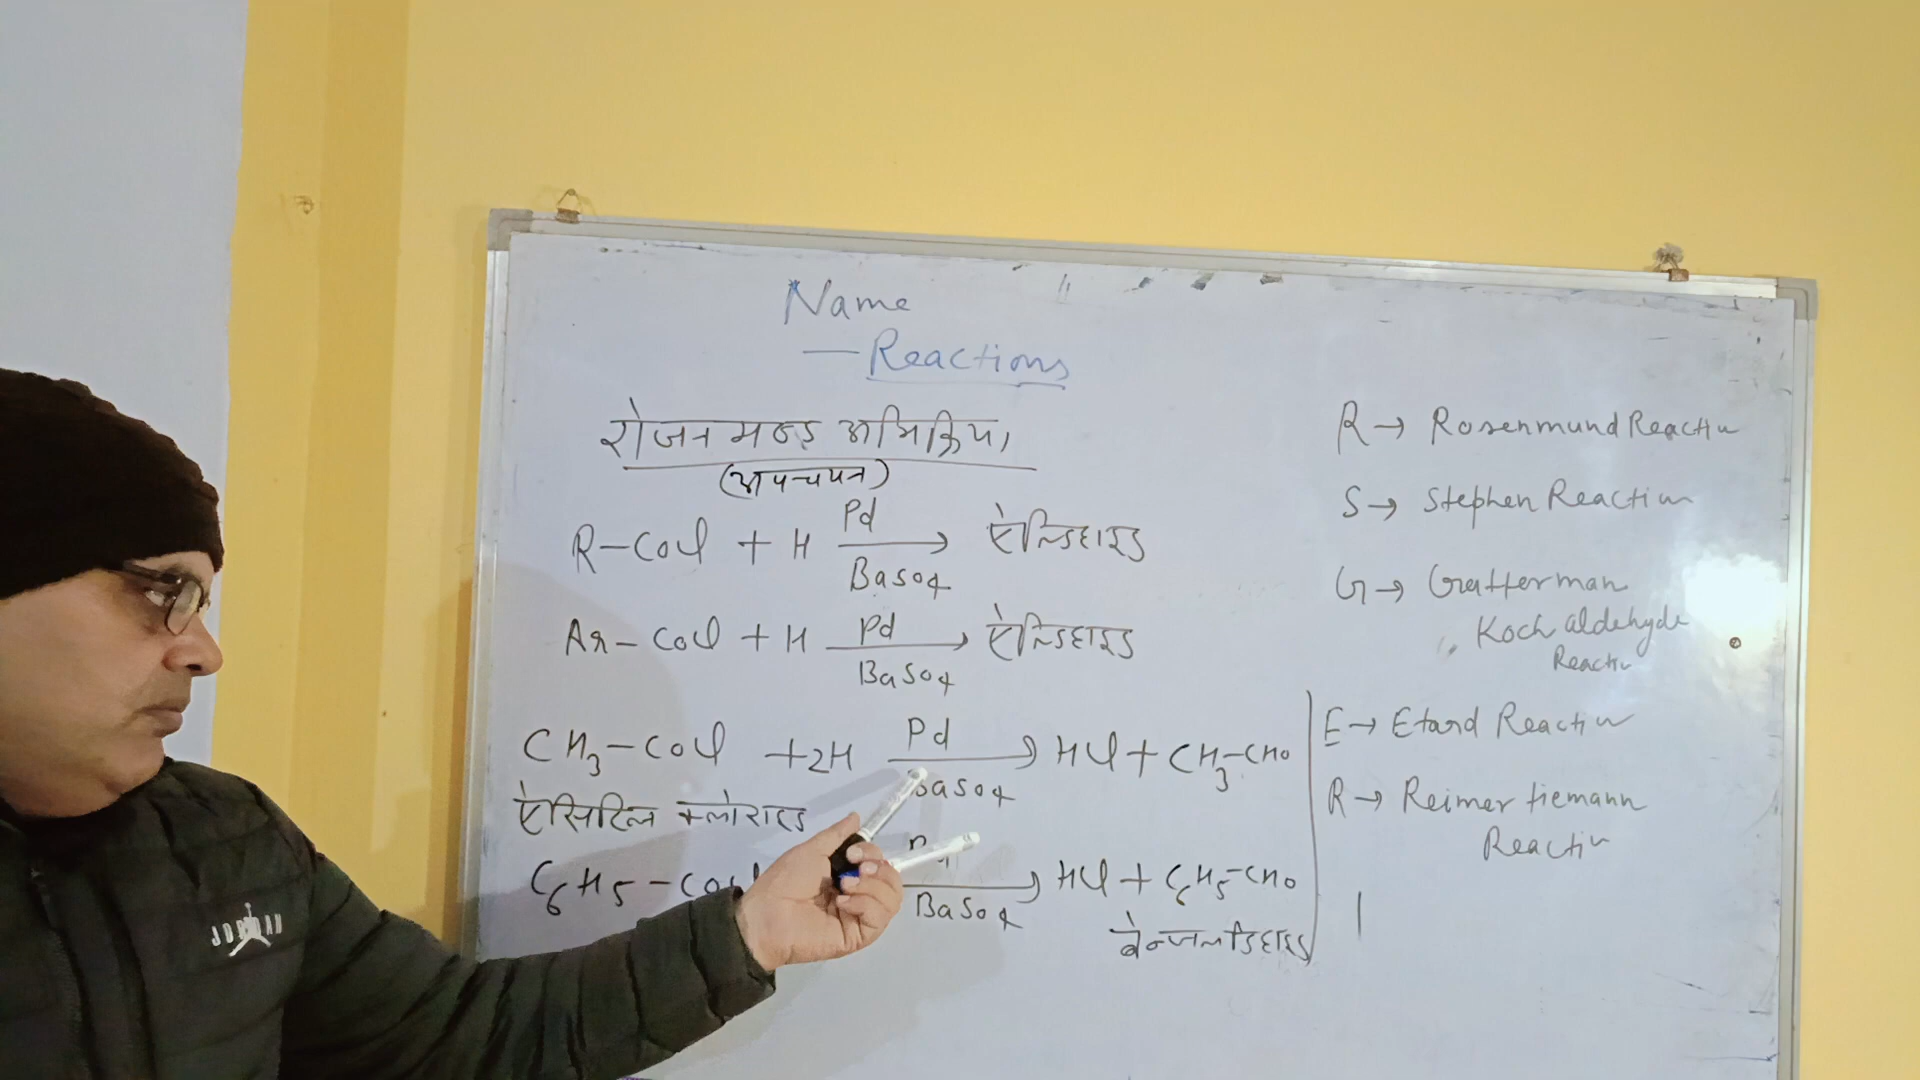 Name
— Reactions
रोजनमण्ड अभिक्रिया
(अपचयन)
R-COCl + H Pd/BaSO4 → ऐल्डिहाइड
Ar-COCl + H Pd/BaSO4 → ऐल्डिहाइड
CH3-COCl + 2H Pd/BaSO4 → HCl + CH3-CHO
ऐसिटिल क्लोराइड
C6H5-COCl BaSO4 → HCl + C6H5-CHO
बेन्जल्डिहाइड
R → Rosenmund Reaction
S → Stephen Reaction
G → Gatterman
Koch aldehyde
Reaction
E → Etard Reaction
R → Reimer tiemann
Reaction
JORDAN